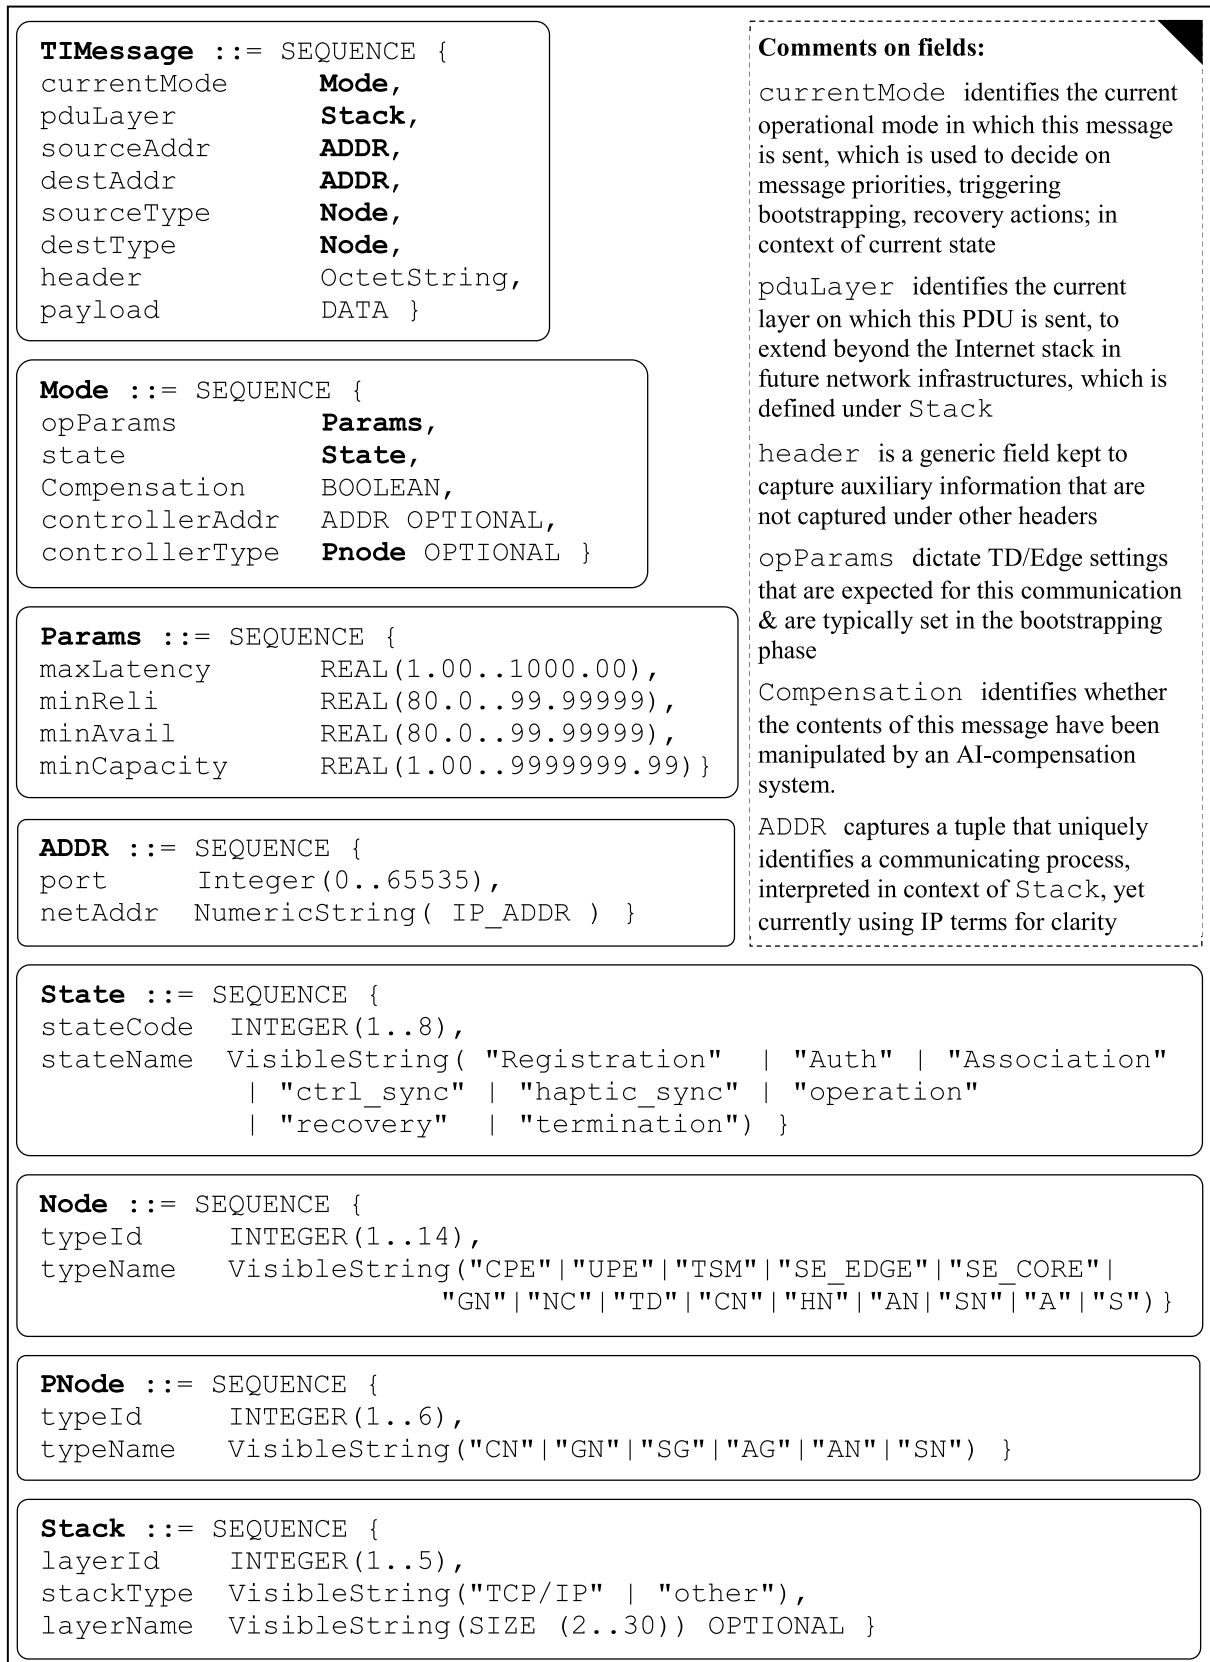 TIMessage ::= SEQUENCE {
currentMode Mode,
pduLayer Stack,
sourceAddr ADDR,
destAddr ADDR,
sourceType Node,
destType Node,
header OctetString,
payload DATA }
Mode ::= SEQUENCE {
opParams Params,
state State,
Compensation BOOLEAN,
controllerAddr ADDR OPTIONAL,
controllerType Pnode OPTIONAL }
Params ::= SEQUENCE {
maxLatency REAL(1.00..1000.00),
minReli REAL(80.0..99.99999),
minAvail REAL(80.0..99.99999),
minCapacity REAL(1.00..9999999.99)}
ADDR ::= SEQUENCE {
port Integer(0..65535),
netAddr NumericString( IP_ADDR ) }
Comments on fields:
currentMode identifies the current
operational mode in which this message
is sent, which is used to decide on
message priorities, triggering
bootstrapping, recovery actions; in
context of current state
pduLayer identifies the current
layer on which this PDU is sent, to
extend beyond the Internet stack in
future network infrastructures, which is
defined under Stack
header is a generic field kept to
capture auxiliary information that are
not captured under other headers
opParams dictate TD/Edge settings
that are expected for this communication
& are typically set in the bootstrapping
phase
Compensation identifies whether
the contents of this message have been
manipulated by an AI-compensation
system.
ADDR captures a tuple that uniquely
identifies a communicating process,
interpreted in context of Stack, yet
currently using IP terms for clarity
State ::= SEQUENCE {
stateCode INTEGER(1..8),
stateName VisibleString( "Registration" | "Auth" | "Association"
| "ctrl_sync" | "haptic_sync" | "operation"
| "recovery" | "termination") }
Node ::= SEQUENCE {
typeId INTEGER(1..14),
typeName VisibleString("CPE"|"UPE"|"TSM"|"SE_EDGE"|"SE_CORE"|
"GN"|"NC"|"TD"|"CN"|"HN"|"AN|"SN"|"A"|"S")}
PNode ::= SEQUENCE {
typeId INTEGER(1..6),
typeName VisibleString("CN"|"GN"|"SG"|"AG"|"AN"|"SN") }
Stack ::= SEQUENCE {
layerId INTEGER(1..5),
stackType VisibleString("TCP/IP" | "other"),
layerName VisibleString(SIZE (2..30)) OPTIONAL }